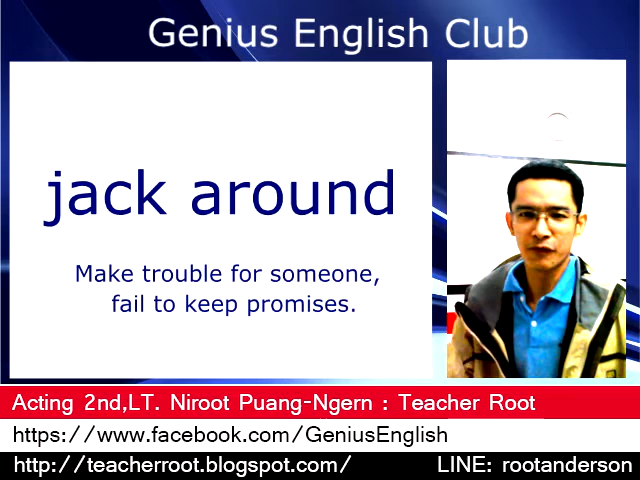 Genius English Club
jack around
Make trouble for someone,
fail to keep promises.
Acting 2nd,LT. Niroot Puang-Ngern : Teacher Root
https://www.facebook.com/GeniusEnglish
http://teacherroot.blogspot.com/ LINE: rootanderson